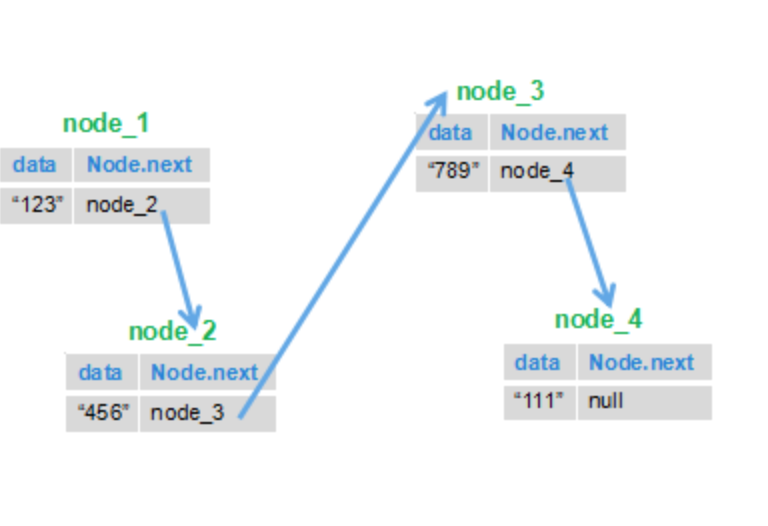 node_1
data Node.next
“123” node_2
node_2
data Node.next
“456” node_3
node_3
data Node.next
“789” node_4
node_4
data Node.next
“111” null